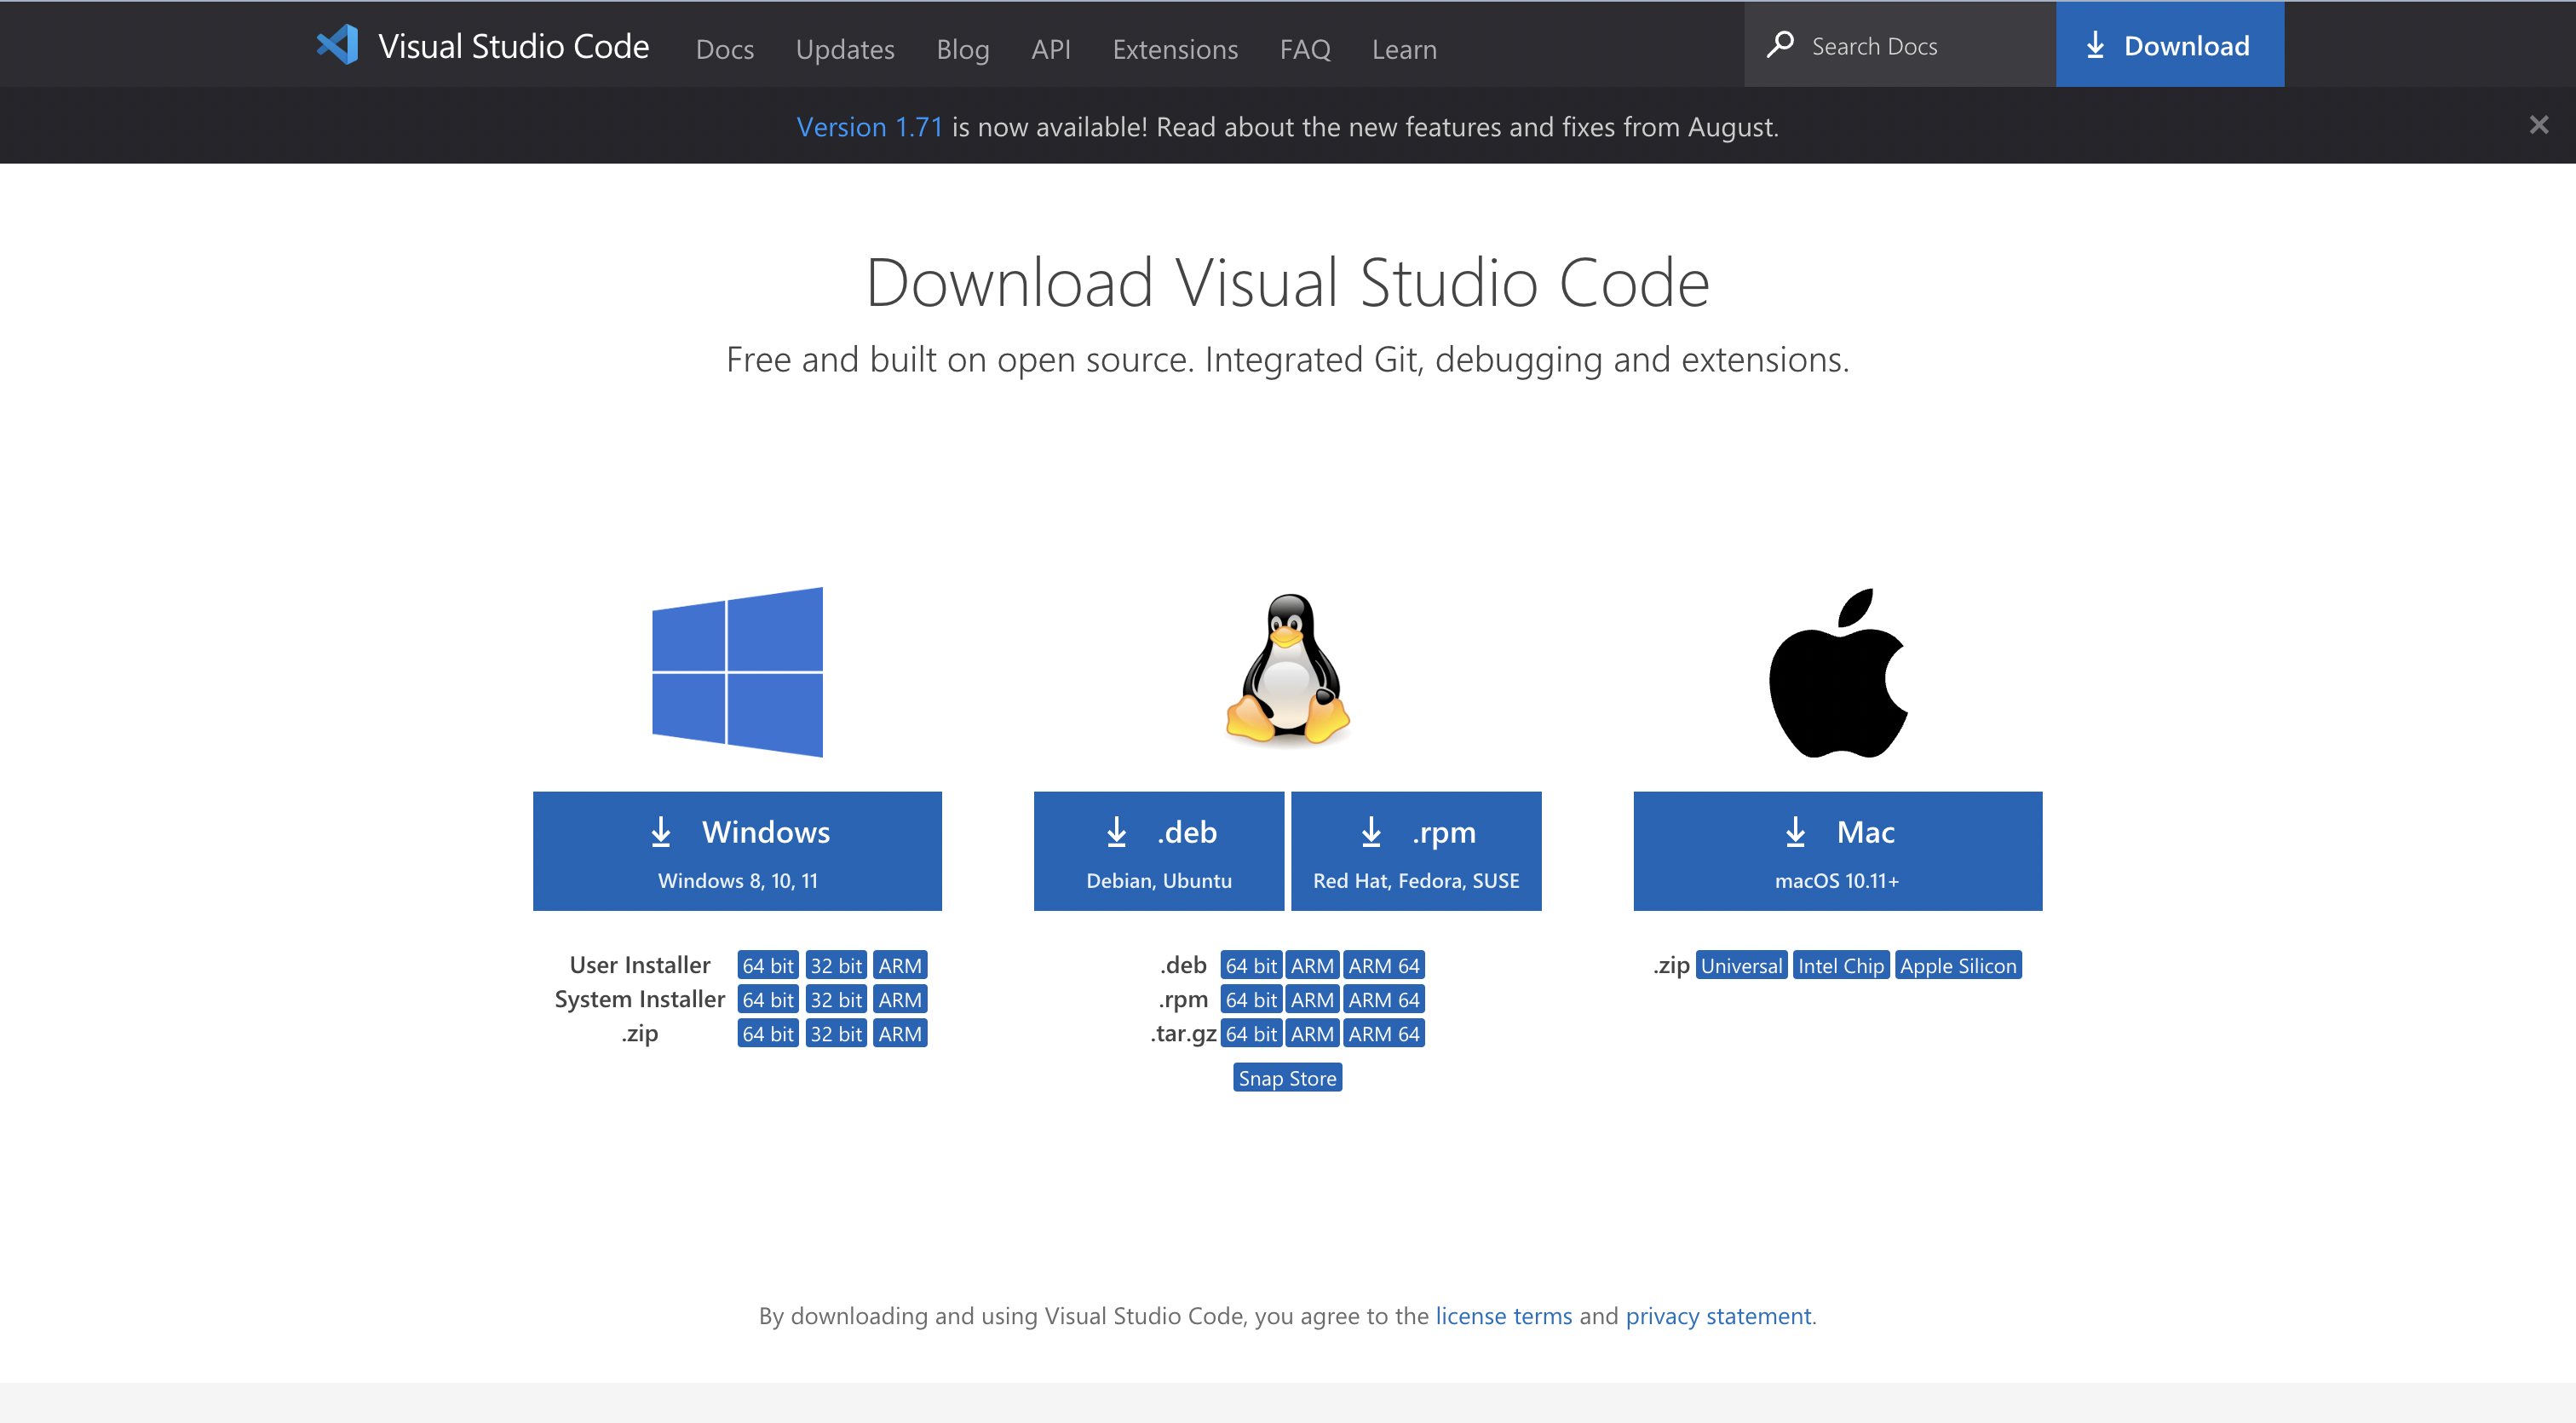 Visual Studio Code Docs Updates Blog API Extensions FAQ Learn Search Docs Download
Version 1.71 is now available! Read about the new features and fixes from August.
Download Visual Studio Code
Free and built on open source. Integrated Git, debugging and extensions.
Windows
Windows 8, 10, 11
User Installer 64 bit 32 bit ARM
System Installer 64 bit 32 bit ARM
.zip 64 bit 32 bit ARM
.deb
Debian, Ubuntu
.rpm
Red Hat, Fedora, SUSE
.deb 64 bit ARM ARM 64
.rpm 64 bit ARM ARM 64
.tar.gz 64 bit ARM ARM 64
Snap Store
Mac
macOS 10.11+
.zip Universal Intel Chip Apple Silicon
By downloading and using Visual Studio Code, you agree to the license terms and privacy statement.